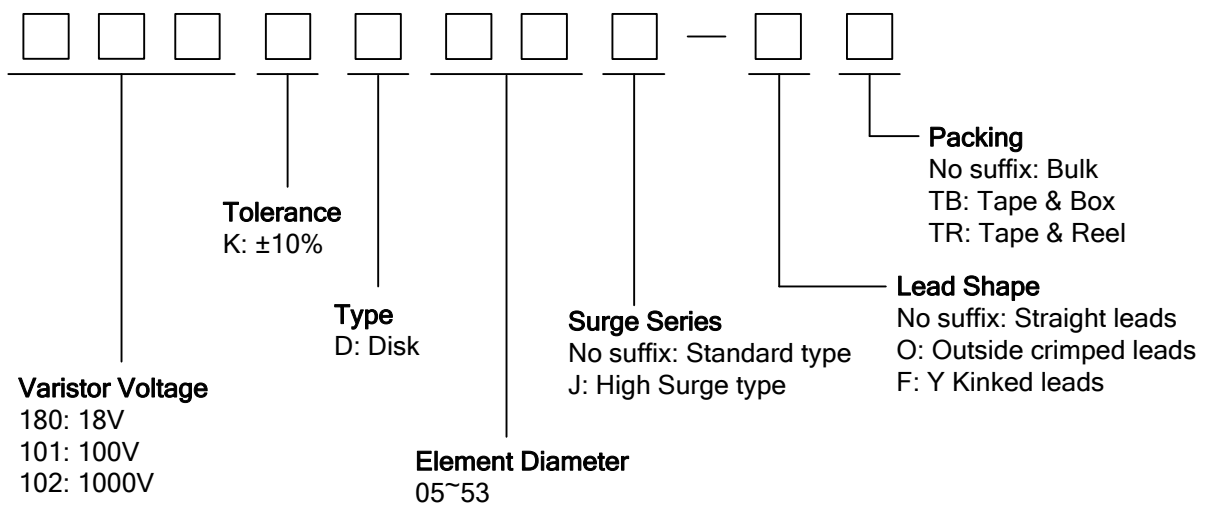 Packing
No suffix: Bulk
TB: Tape & Box
TR: Tape & Reel
Tolerance
K: ±10%
Lead Shape
No suffix: Straight leads
O: Outside crimped leads
F: Y Kinked leads
Type
D: Disk
Surge Series
No suffix: Standard type
J: High Surge type
Varistor Voltage
180: 18V
101: 100V
102: 1000V
Element Diameter
05~53